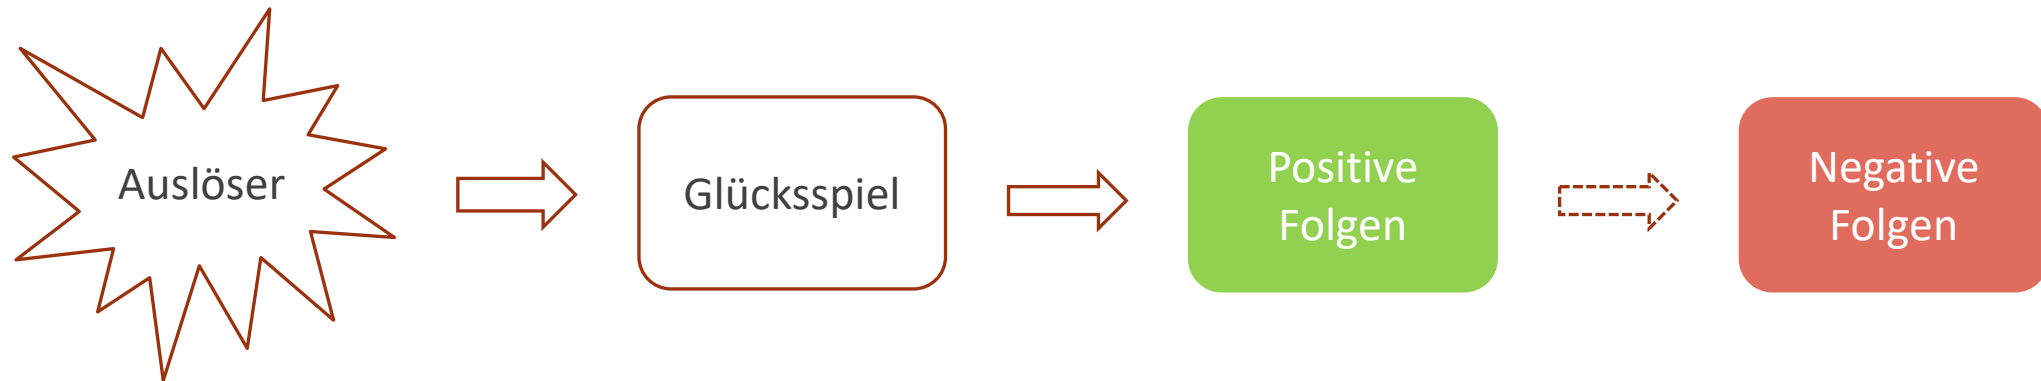 Auslöser
Glücksspiel
Positive
Folgen
Negative
Folgen